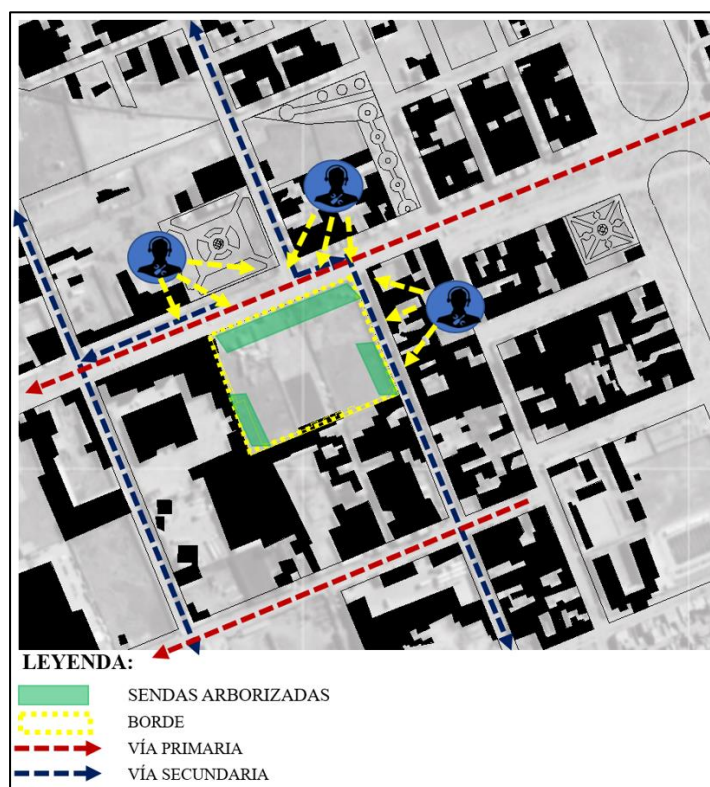 LEYENDA:
SENDAS ARBORIZADAS
BORDE
VÍA PRIMARIA
VÍA SECUNDARIA